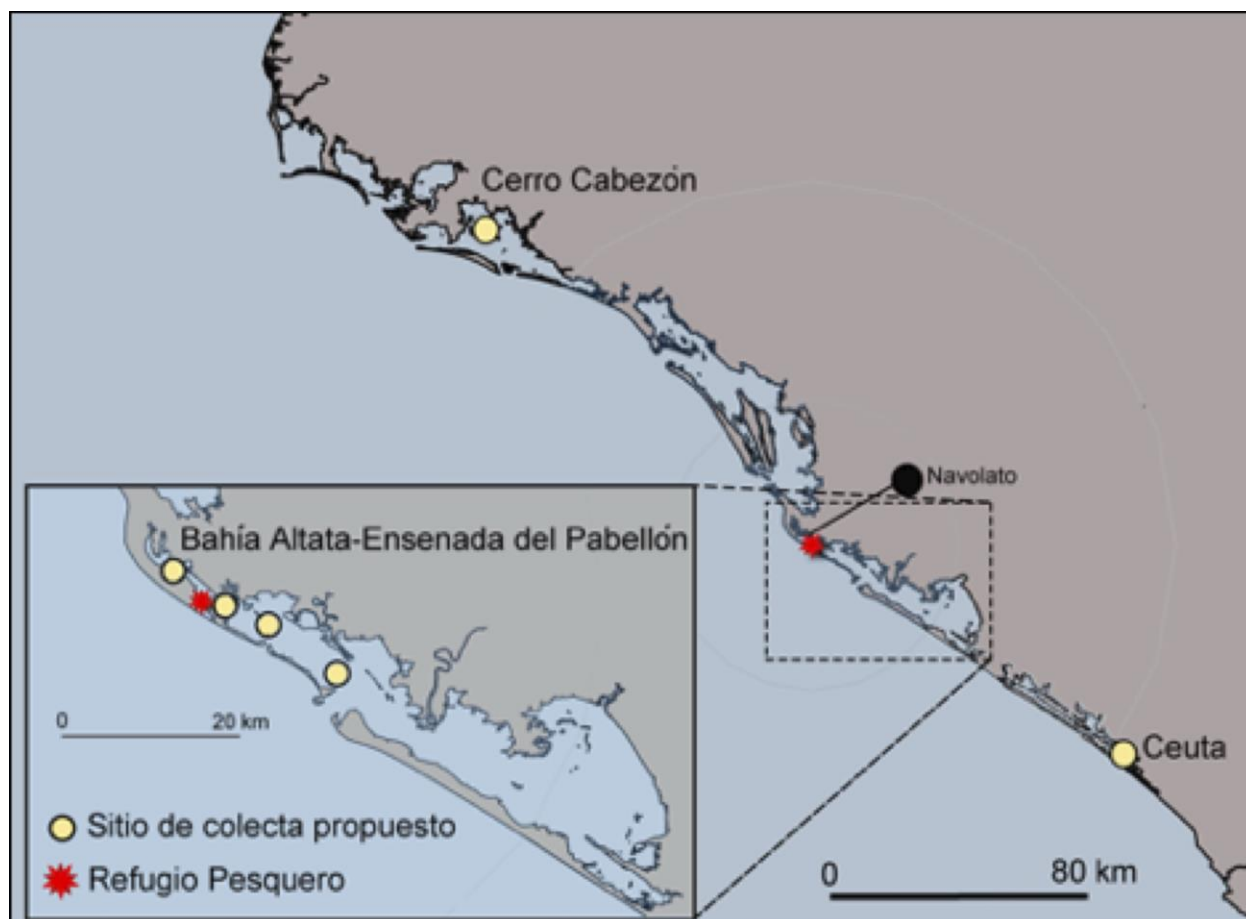 Cerro Cabezón
Navolato
Bahía Altata-Ensenada del Pabellón
0 20 km
Sitio de colecta propuesto
Refugio Pesquero
Ceuta
0 80 km